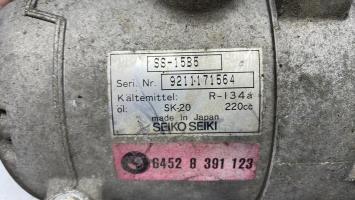 SS-15B5
Seri. Nr. 9211171564
Kältemittel: R-134a
öl: SK-20 220cc
made in Japan
SEIKO SEIKI
6452 8 391 123